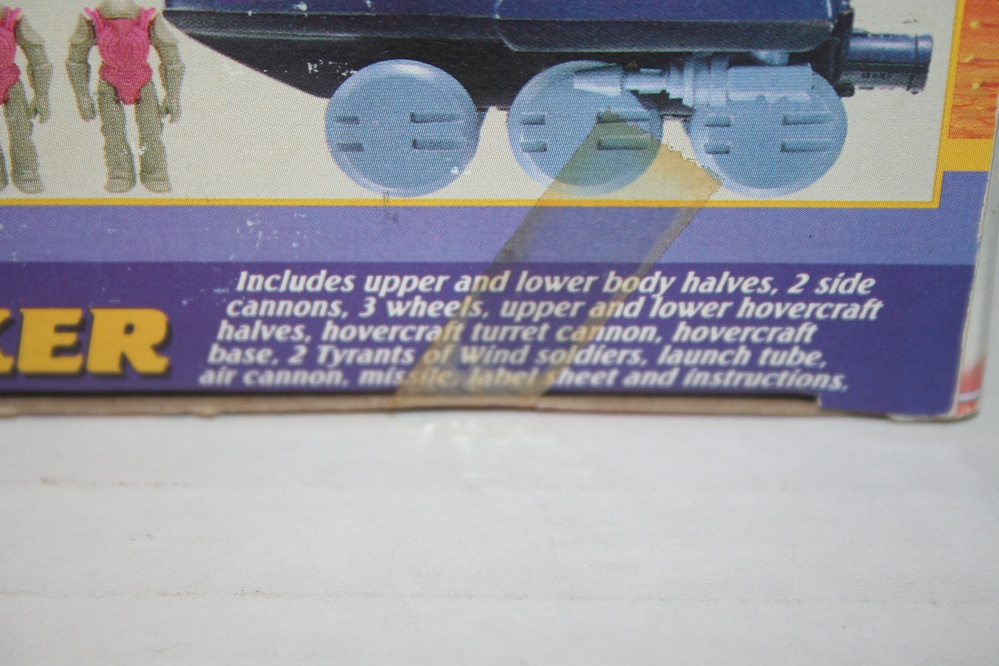 KER
Includes upper and lower body halves, 2 side
cannons, 3 wheels, upper and lower hovercraft
halves, hovercraft turret cannon, hovercraft
base, 2 Tyrants of Wind soldiers, launch tube,
air cannon, missile, label sheet and instructions.